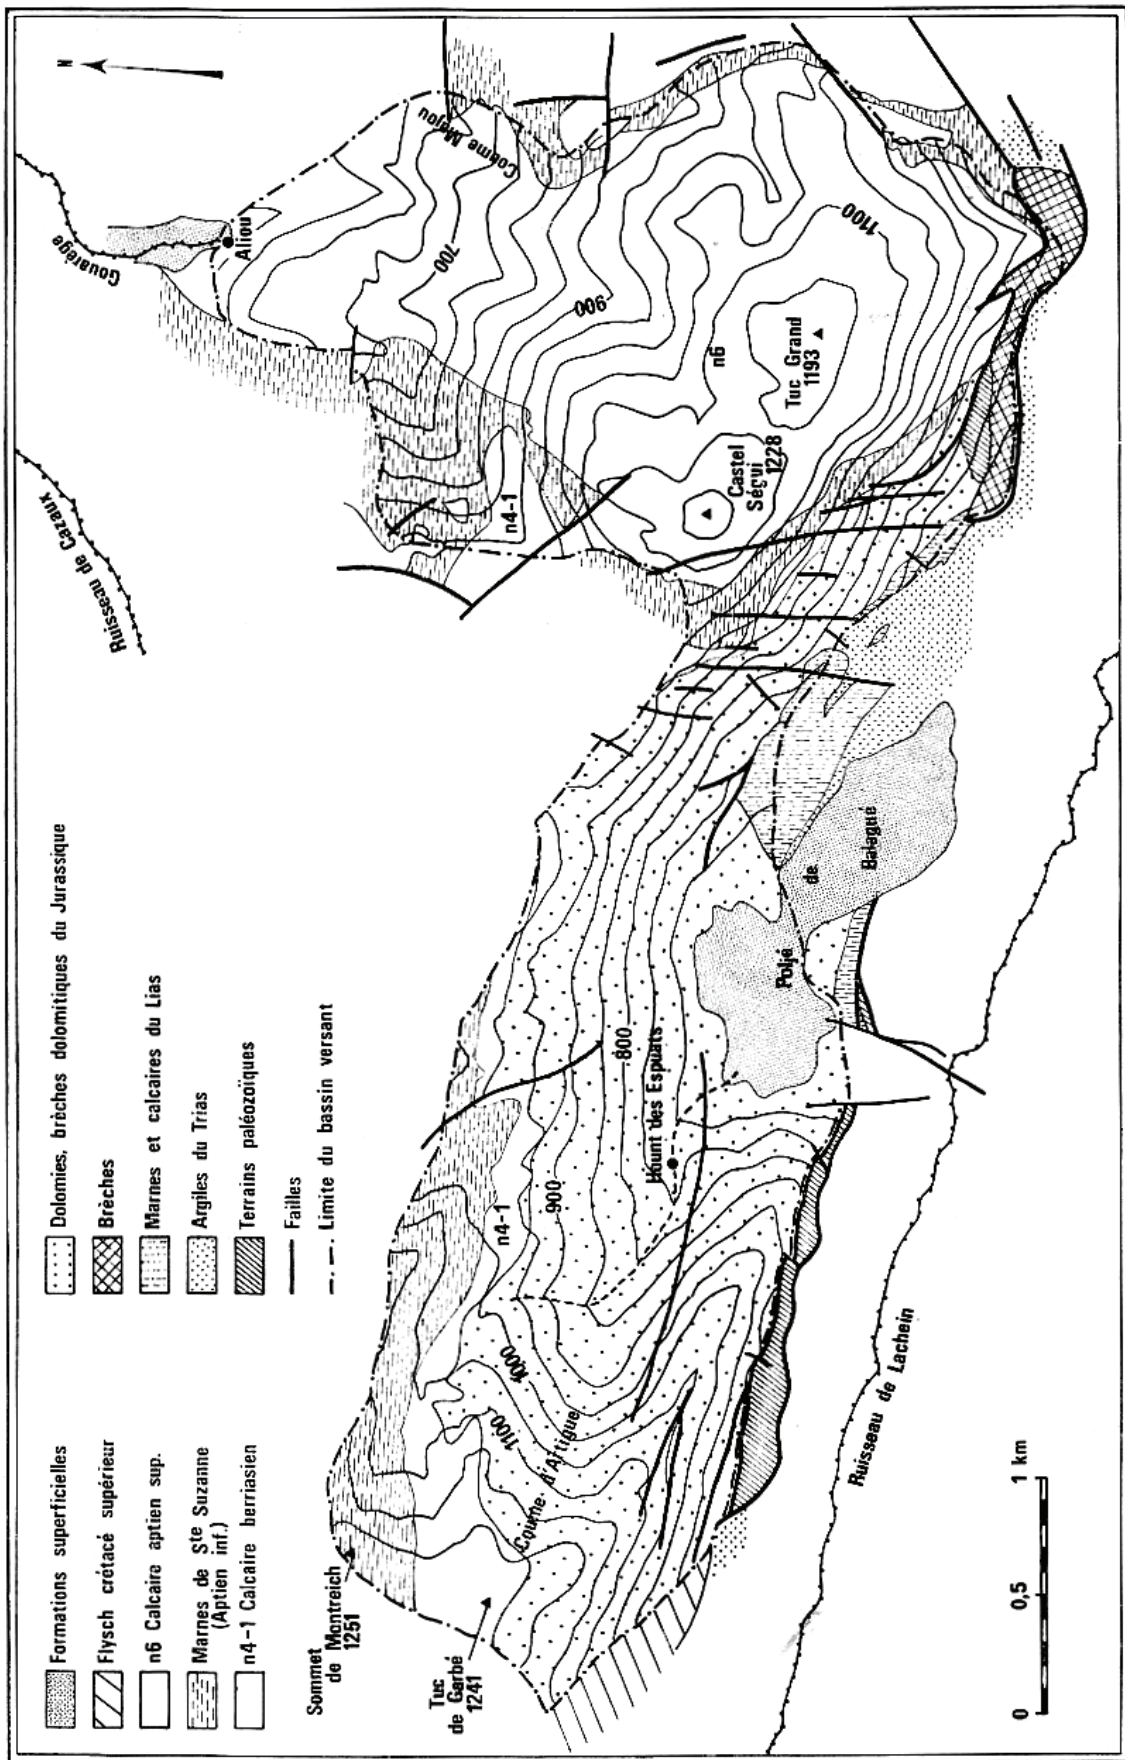 Formations superficielles
Flysch crétacé supérieur
n6 Calcaire aptien sup.
Marnes de Ste Suzanne
(Aptien inf.)
n4-1 Calcaire berriasien
Dolomies, brèches dolomitiques du Jurassique
Brèches
Marnes et calcaires du Lias
Argiles du Trias
Terrains paléozoïques
Failles
Limite du bassin versant
Ruisseau de Cazaux
Gouarège
N
Aliou
Coume Mejou
Sommet
de Montreich
1251
Tuc
de Garbé
1241
Coume d'Artigue
1100
1000
n4-1
900
800
Hount des Espuats
Poljé
de
Balagué
n4-1
Castel
Ségui
1228
Tuc Grand
1193
n6
700
900
1100
Ruisseau de Lachein
0
0,5
1 km